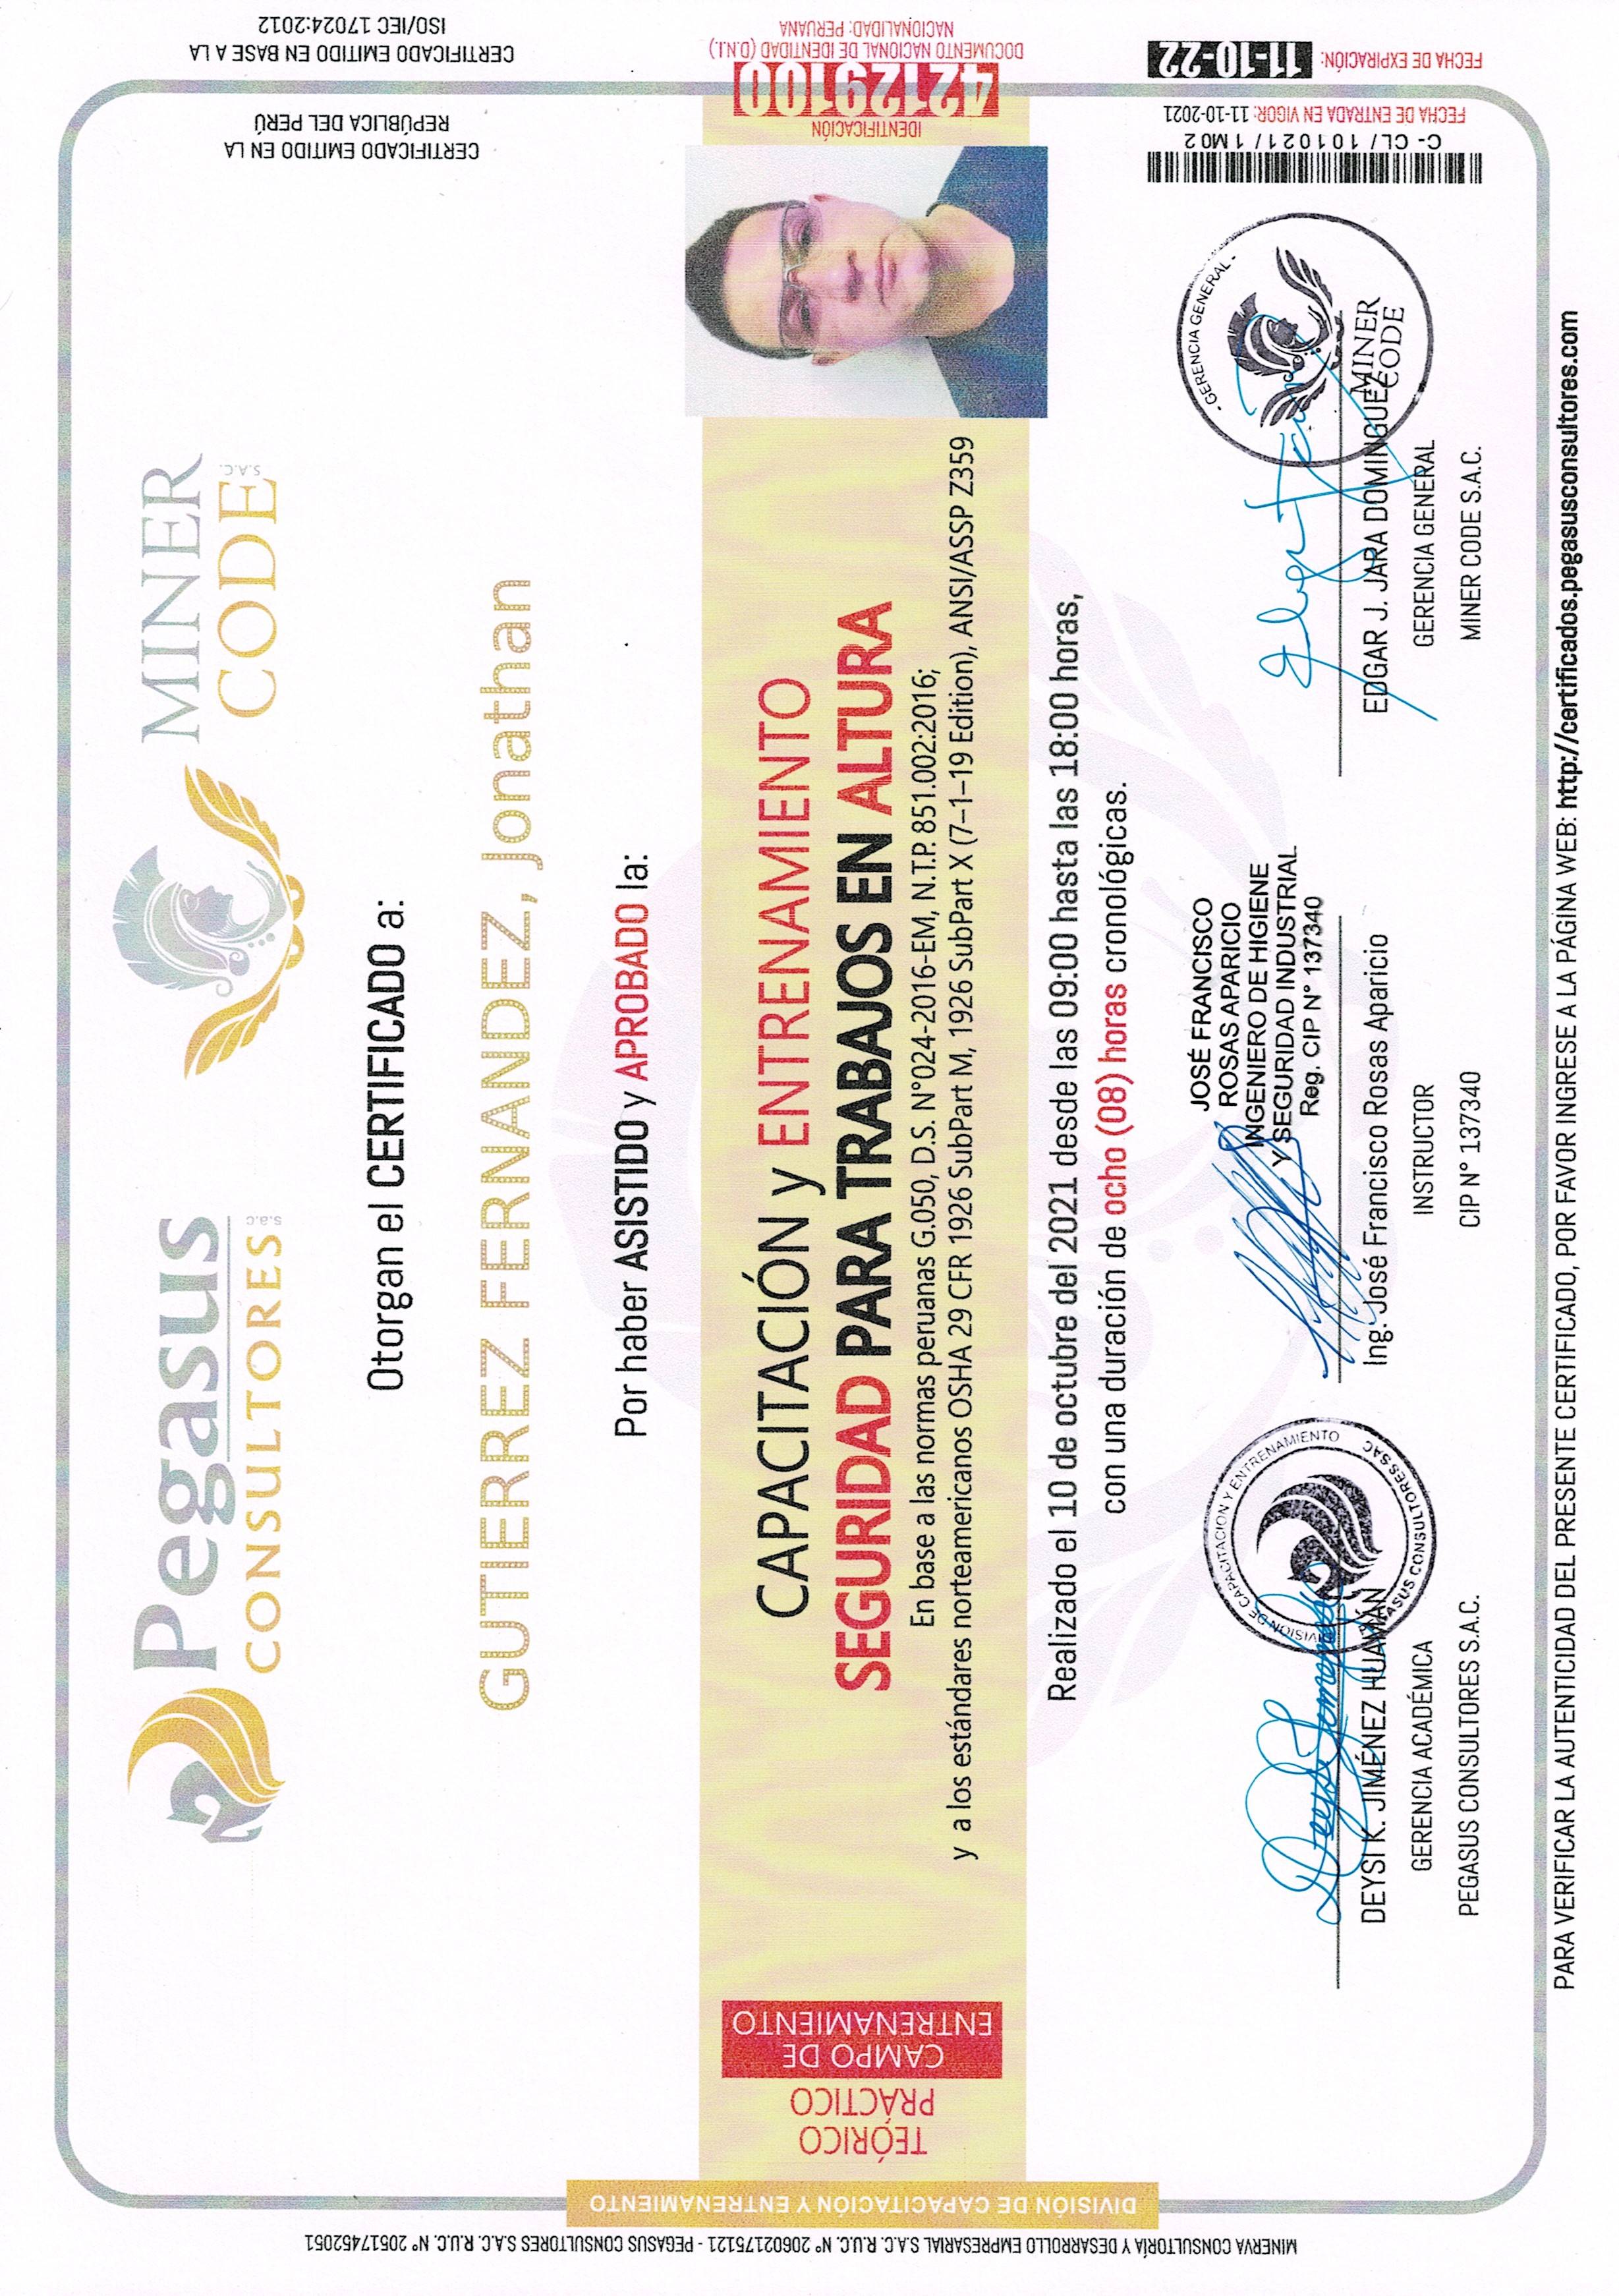 Pegasus
CONSULTORES s.a.c
MINER
CODE S.A.C.
Otorgan el CERTIFICADO a:
GUTIERREZ FERNANDEZ, Jonathan
Por haber ASISTIDO y APROBADO la:
CAPACITACIÓN y ENTRENAMIENTO
SEGURIDAD PARA TRABAJOS EN ALTURA
En base a las normas peruanas G.050, D.S. N°024-2016-EM, N.T.P. 851.002:2016;
y a los estándares norteamericanos OSHA 29 CFR 1926 SubPart M, 1926 SubPart X (7–1–19 Edition), ANSI/ASSP Z359
Realizado el 10 de octubre del 2021 desde las 09:00 hasta las 18:00 horas,
con una duración de ocho (08) horas cronológicas.
MINERVA CONSULTORÍA Y DESARROLLO EMPRESARIAL S.A.C. R.U.C. N° 20602175121 - PEGASUS CONSULTORES S.A.C. R.U.C. N° 20517452051
DIVISIÓN DE CAPACITACIÓN Y ENTRENAMIENTO
TEÓRICO
PRÁCTICO
CAMPO DE
ENTRENAMIENTO
CERTIFICADO EMITIDO EN LA
REPÚBLICA DEL PERÚ
CERTIFICADO EMITIDO EN BASE A LA
ISO/IEC 17024:2012
IDENTIFICACIÓN
42129100
DOCUMENTO NACIONAL DE IDENTIDAD (D.N.I.)
NACIONALIDAD: PERUANA
C- CL/ 101021/ 1M02
FECHA DE ENTRADA EN VIGOR: 11-10-2021
FECHA DE EXPIRACIÓN: 11-10-22
DIVISION DE CAPACITACION Y ENTRENAMIENTO
PEGASUS CONSULTORES SAC
JOSÉ FRANCISCO
ROSAS APARICIO
INGENIERO DE HIGIENE
Y SEGURIDAD INDUSTRIAL
Reg. CIP N° 137340
- GERENCIA GENERAL -
MINER
CODE
DEYSI K. JIMÉNEZ HUAMÁN
GERENCIA ACADÉMICA
PEGASUS CONSULTORES S.A.C.
Ing. José Francisco Rosas Aparicio
INSTRUCTOR
CIP N° 137340
EDGAR J. JARA DOMINGUEZ
GERENCIA GENERAL
MINER CODE S.A.C.
PARA VERIFICAR LA AUTENTICIDAD DEL PRESENTE CERTIFICADO, POR FAVOR INGRESE A LA PÁGINA WEB: http://certificados.pegasusconsultores.com